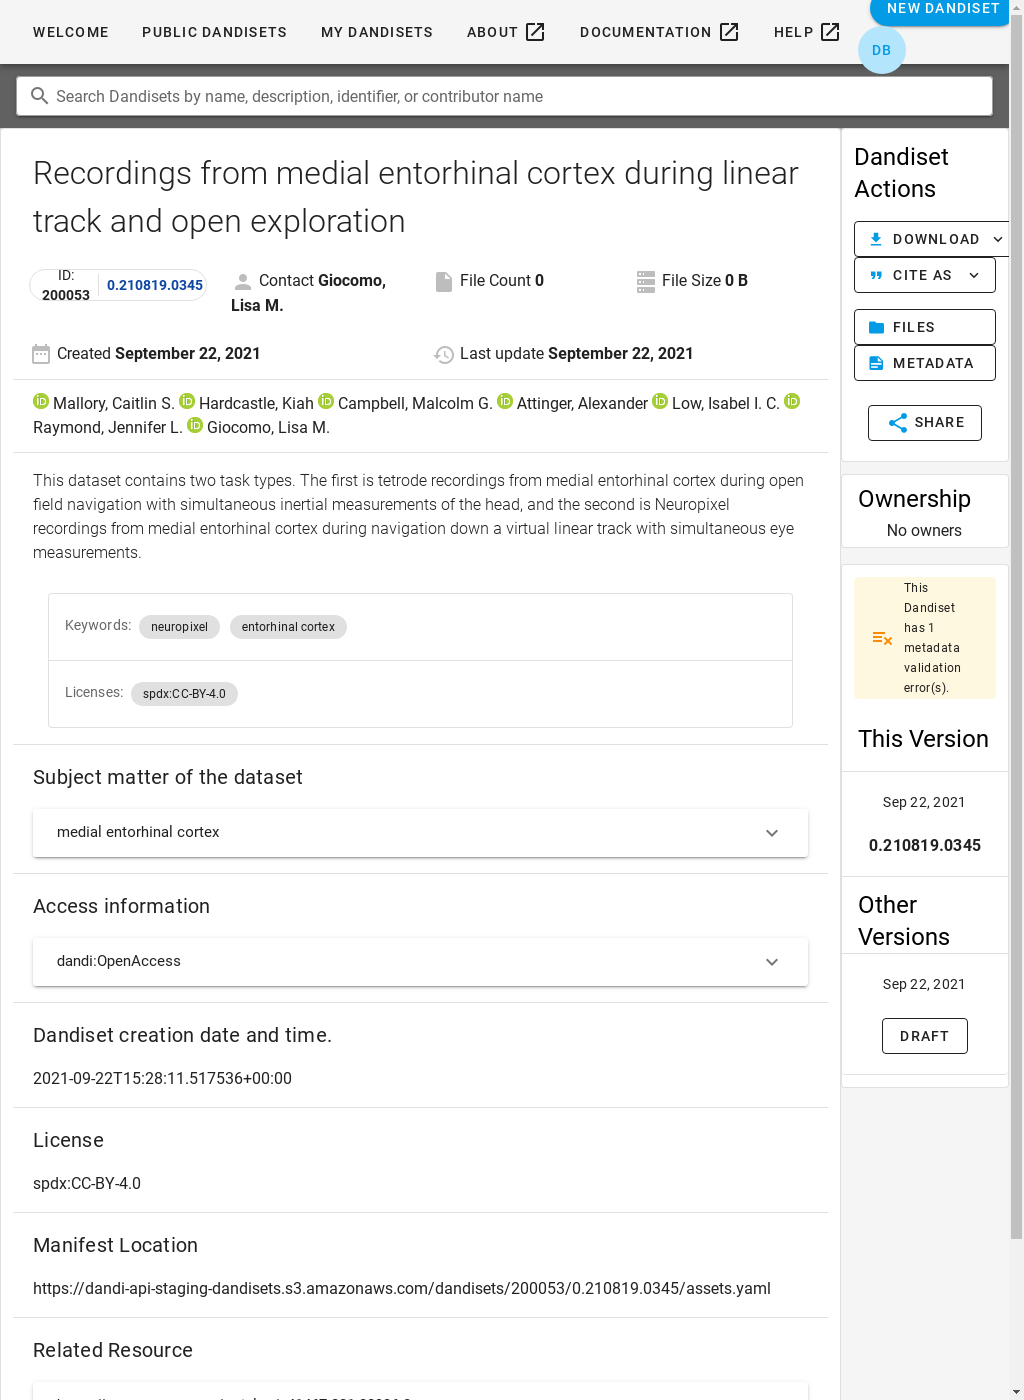 WELCOME PUBLIC DANDISETS MY DANDISETS ABOUT DOCUMENTATION HELP NEW DANDISET
DB
Search Dandisets by name, description, identifier, or contributor name
Recordings from medial entorhinal cortex during linear
track and open exploration
ID:
200053
0.210819.0345
Contact Giocomo,
Lisa M.
File Count 0
File Size 0 B
Created September 22, 2021
Last update September 22, 2021
Mallory, Caitlin S. Hardcastle, Kiah Campbell, Malcolm G. Attinger, Alexander Low, Isabel I. C.
Raymond, Jennifer L. Giocomo, Lisa M.
This dataset contains two task types. The first is tetrode recordings from medial entorhinal cortex during open
field navigation with simultaneous inertial measurements of the head, and the second is Neuropixel
recordings from medial entorhinal cortex during navigation down a virtual linear track with simultaneous eye
measurements.
Keywords: neuropixel entorhinal cortex
Licenses: spdx:CC-BY-4.0
Subject matter of the dataset
medial entorhinal cortex
Access information
dandi:OpenAccess
Dandiset creation date and time.
2021-09-22T15:28:11.517536+00:00
License
spdx:CC-BY-4.0
Manifest Location
https://dandi-api-staging-dandisets.s3.amazonaws.com/dandisets/200053/0.210819.0345/assets.yaml
Related Resource
Dandiset
Actions
DOWNLOAD
CITE AS
FILES
METADATA
SHARE
Ownership
No owners
This
Dandiset
has 1
metadata
validation
error(s).
This Version
Sep 22, 2021
0.210819.0345
Other
Versions
Sep 22, 2021
DRAFT